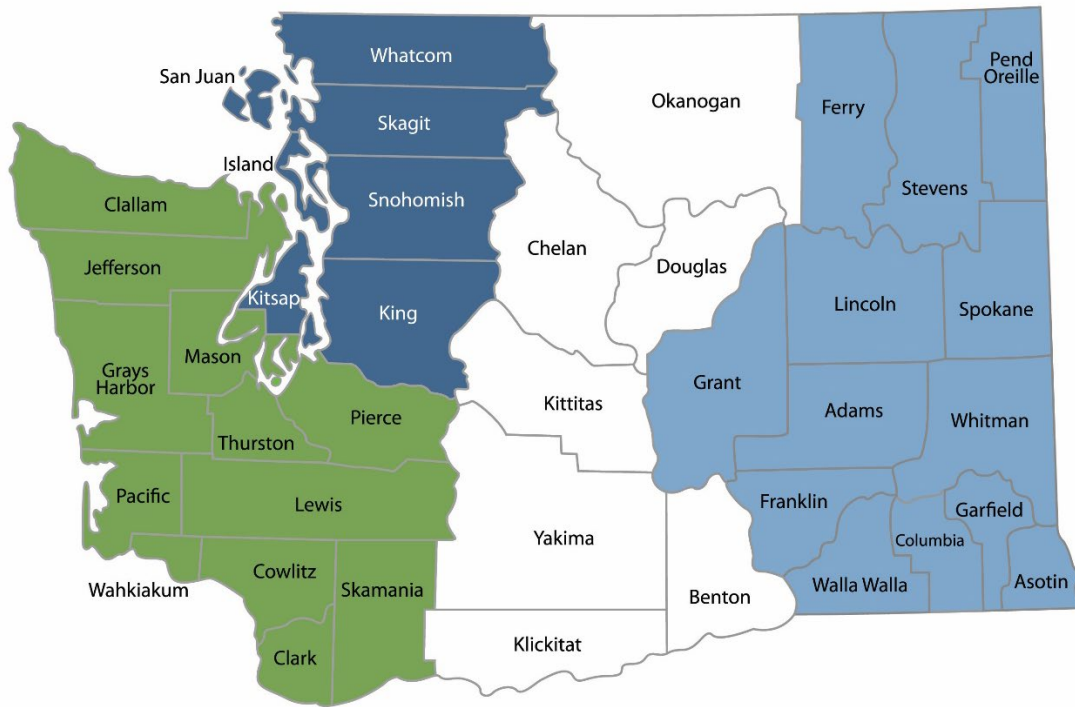 Whatcom
San Juan
Okanogan
Pend
Oreille
Ferry
Skagit
Island
Stevens
Clallam
Snohomish
Chelan
Douglas
Jefferson
Kitsap
King
Lincoln
Spokane
Mason
Grays
Harbor
Grant
Kittitas
Adams
Pierce
Whitman
Thurston
Pacific
Lewis
Franklin
Garfield
Yakima
Columbia
Cowlitz
Skamania
Wahkiakum
Walla Walla
Asotin
Benton
Clark
Klickitat